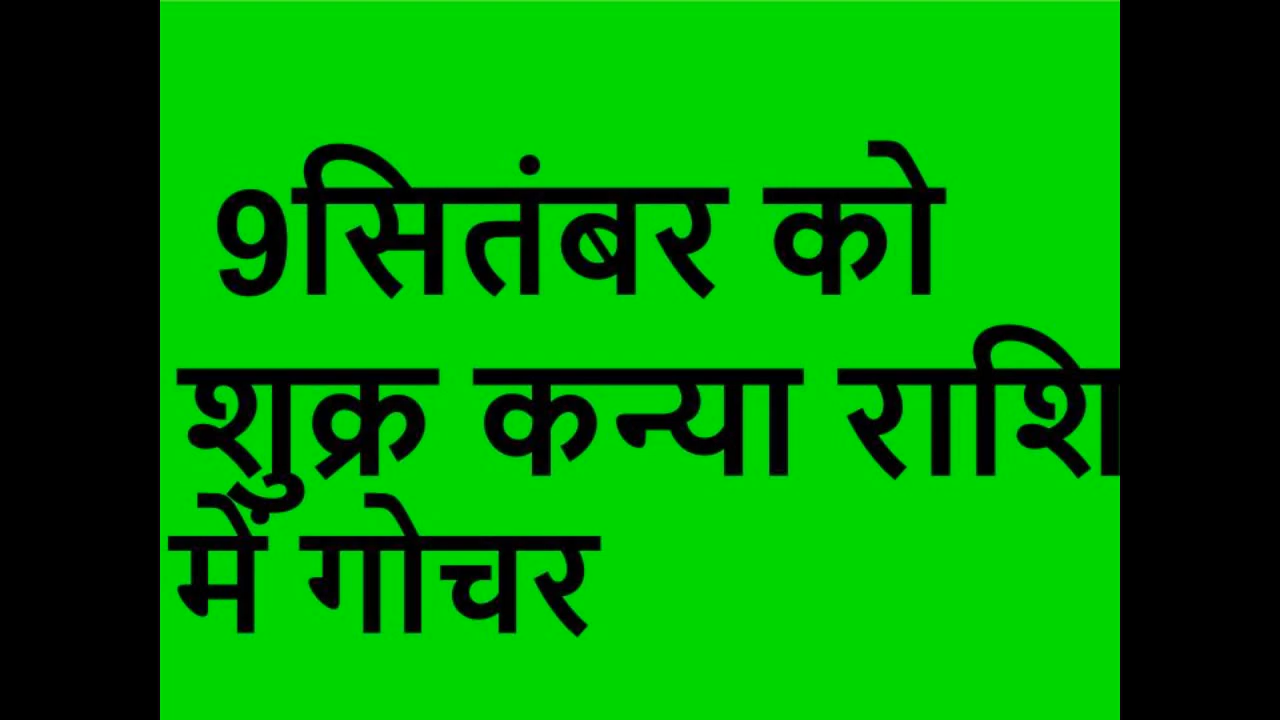 9सितंबर को
शुक्र कन्या राशि
में गोचर